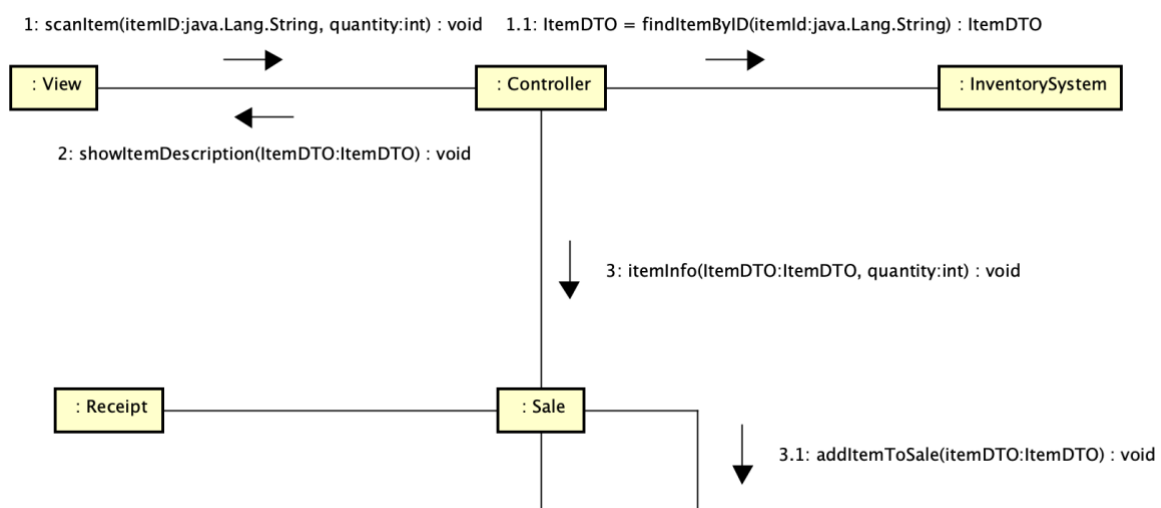 1: scanItem(itemID:java.Lang.String, quantity:int) : void
1.1: ItemDTO = findItemByID(itemId:java.Lang.String) : ItemDTO
: View
: Controller
: InventorySystem
2: showItemDescription(ItemDTO:ItemDTO) : void
3: itemInfo(ItemDTO:ItemDTO, quantity:int) : void
: Receipt
: Sale
3.1: addItemToSale(itemDTO:ItemDTO) : void